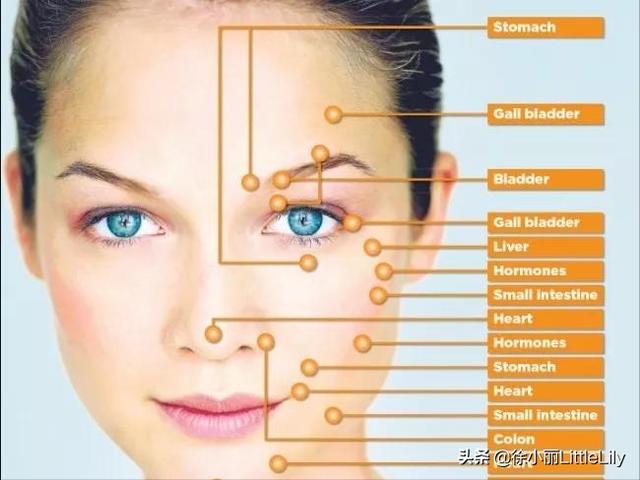 Stomach
Gall bladder
Bladder
Gall bladder
Liver
Hormones
Small intestine
Heart
Hormones
Stomach
Heart
Small intestine
Colon
头条 @徐小丽LittleLily